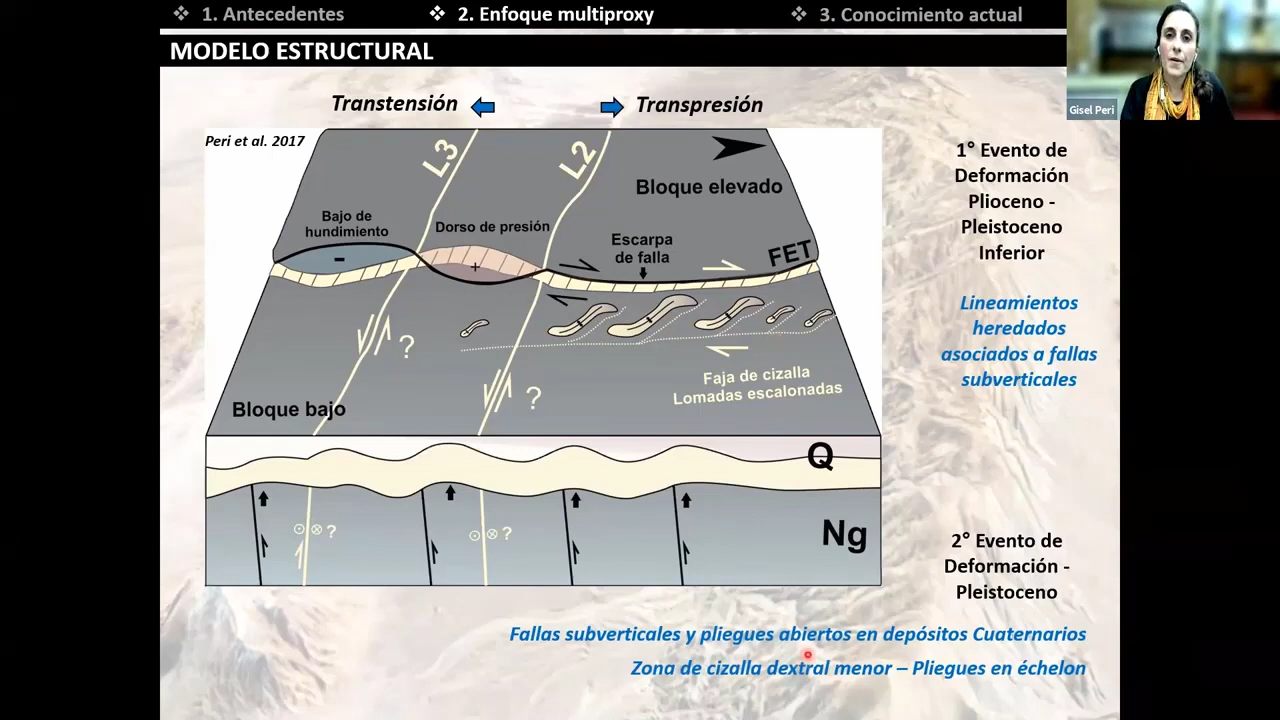 ❖ 1. Antecedentes
❖ 2. Enfoque multiproxy
❖ 3. Conocimiento actual
MODELO ESTRUCTURAL
Gisel Peri
Transtensión
Transpresión
Peri et al. 2017
L3
L2
Bloque elevado
Bajo de
hundimiento
Dorso de presión
Escarpa
de falla
FET
-
+
?
?
Faja de cizalla
Lomadas escalonadas
Bloque bajo
Q
?
?
Ng
1° Evento de
Deformación
Plioceno -
Pleistoceno
Inferior
Lineamientos
heredados
asociados a fallas
subverticales
2° Evento de
Deformación -
Pleistoceno
Fallas subverticales y pliegues abiertos en depósitos Cuaternarios
Zona de cizalla dextral menor – Pliegues en échelon